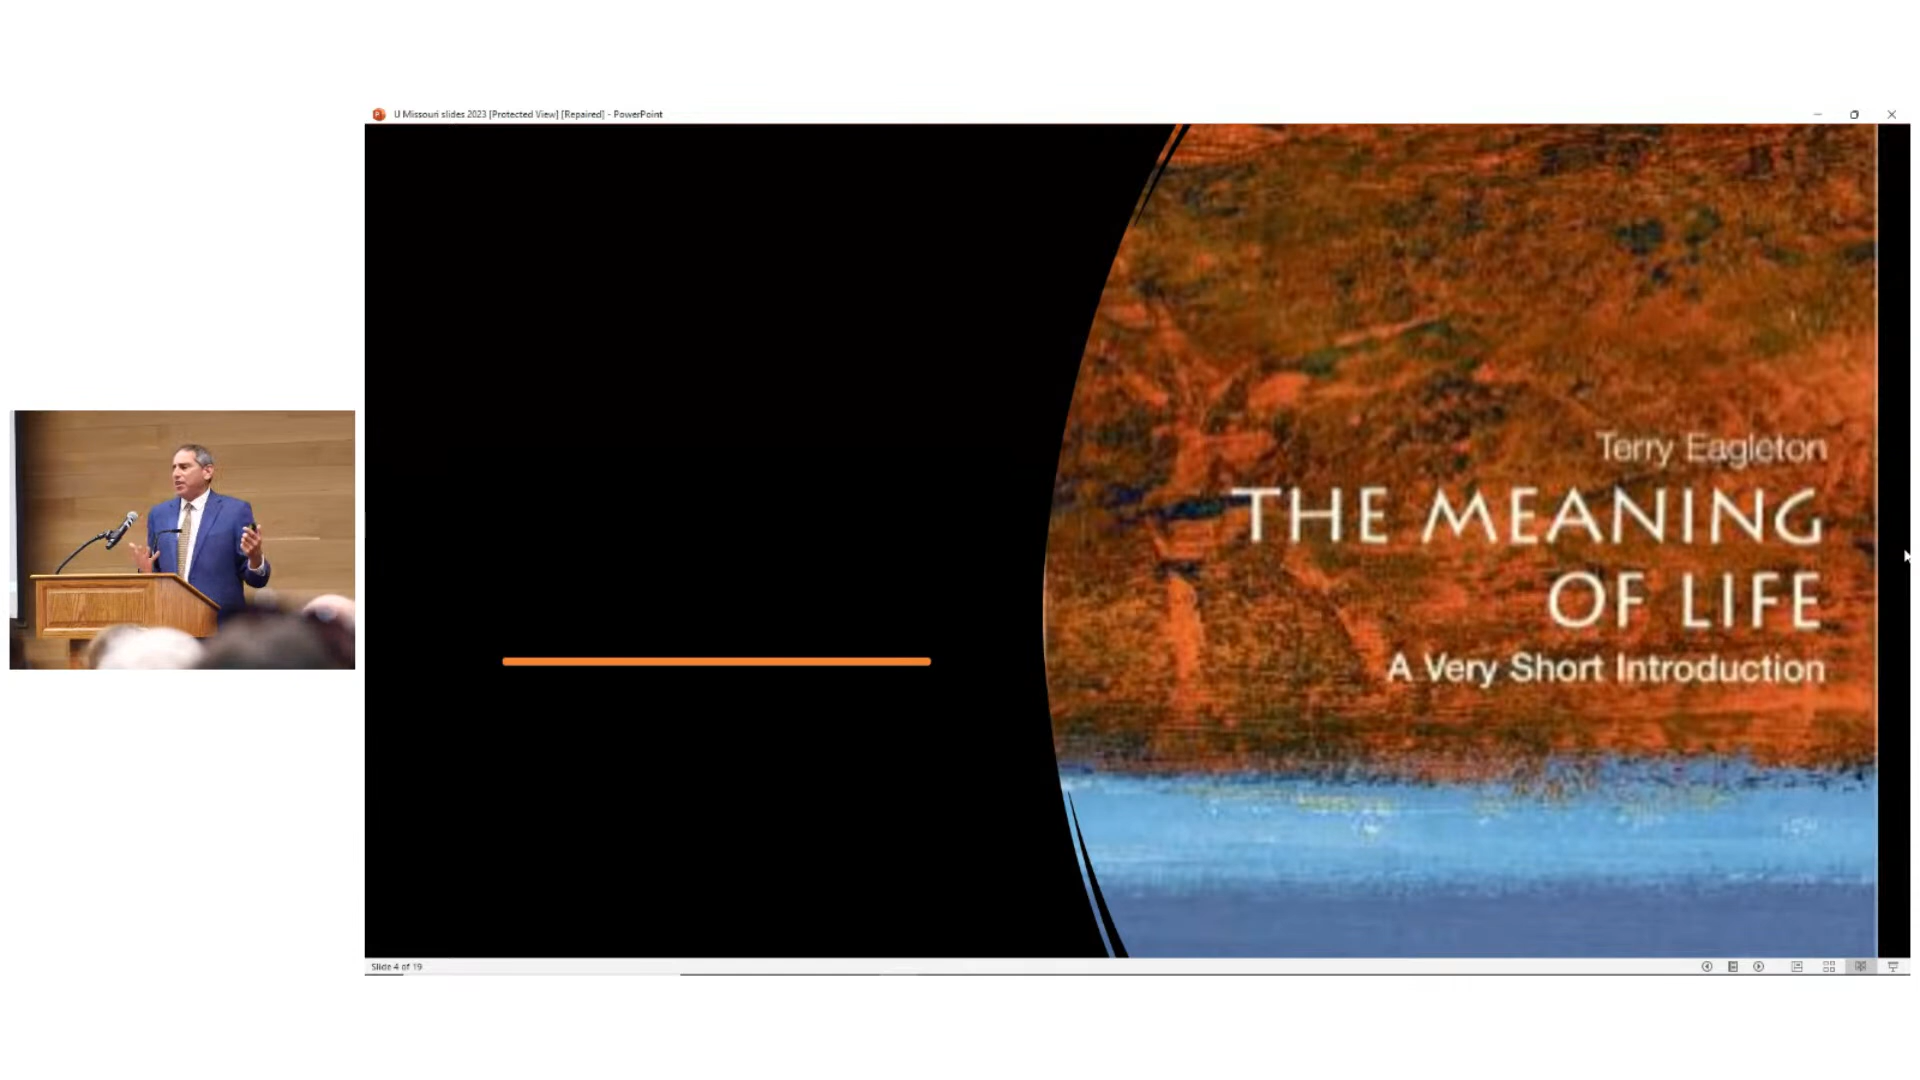 U Missouri slides 2023 [Protected View] [Repaired] - PowerPoint
Terry Eagleton
THE MEANING
OF LIFE
A Very Short Introduction
Slide 4 of 19